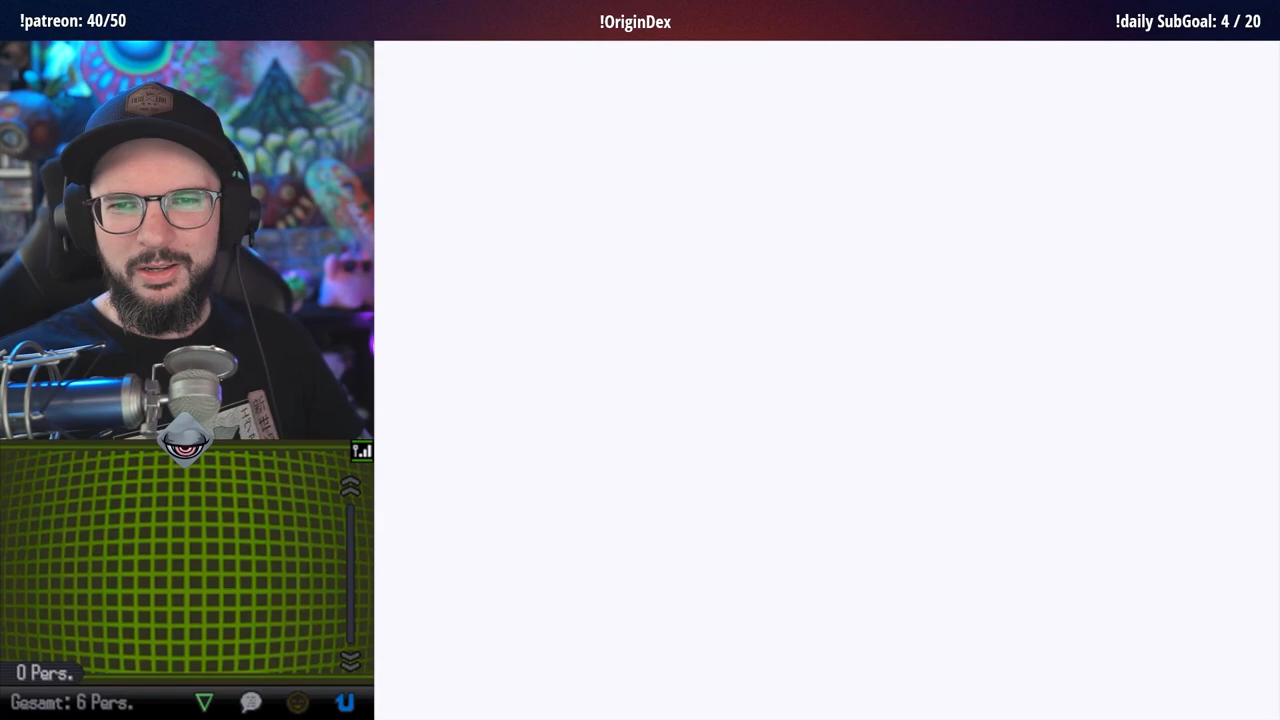 !patreon: 40/50
!OriginDex
!daily SubGoal: 4 / 20
0 Pers.
Gesamt: 6 Pers.